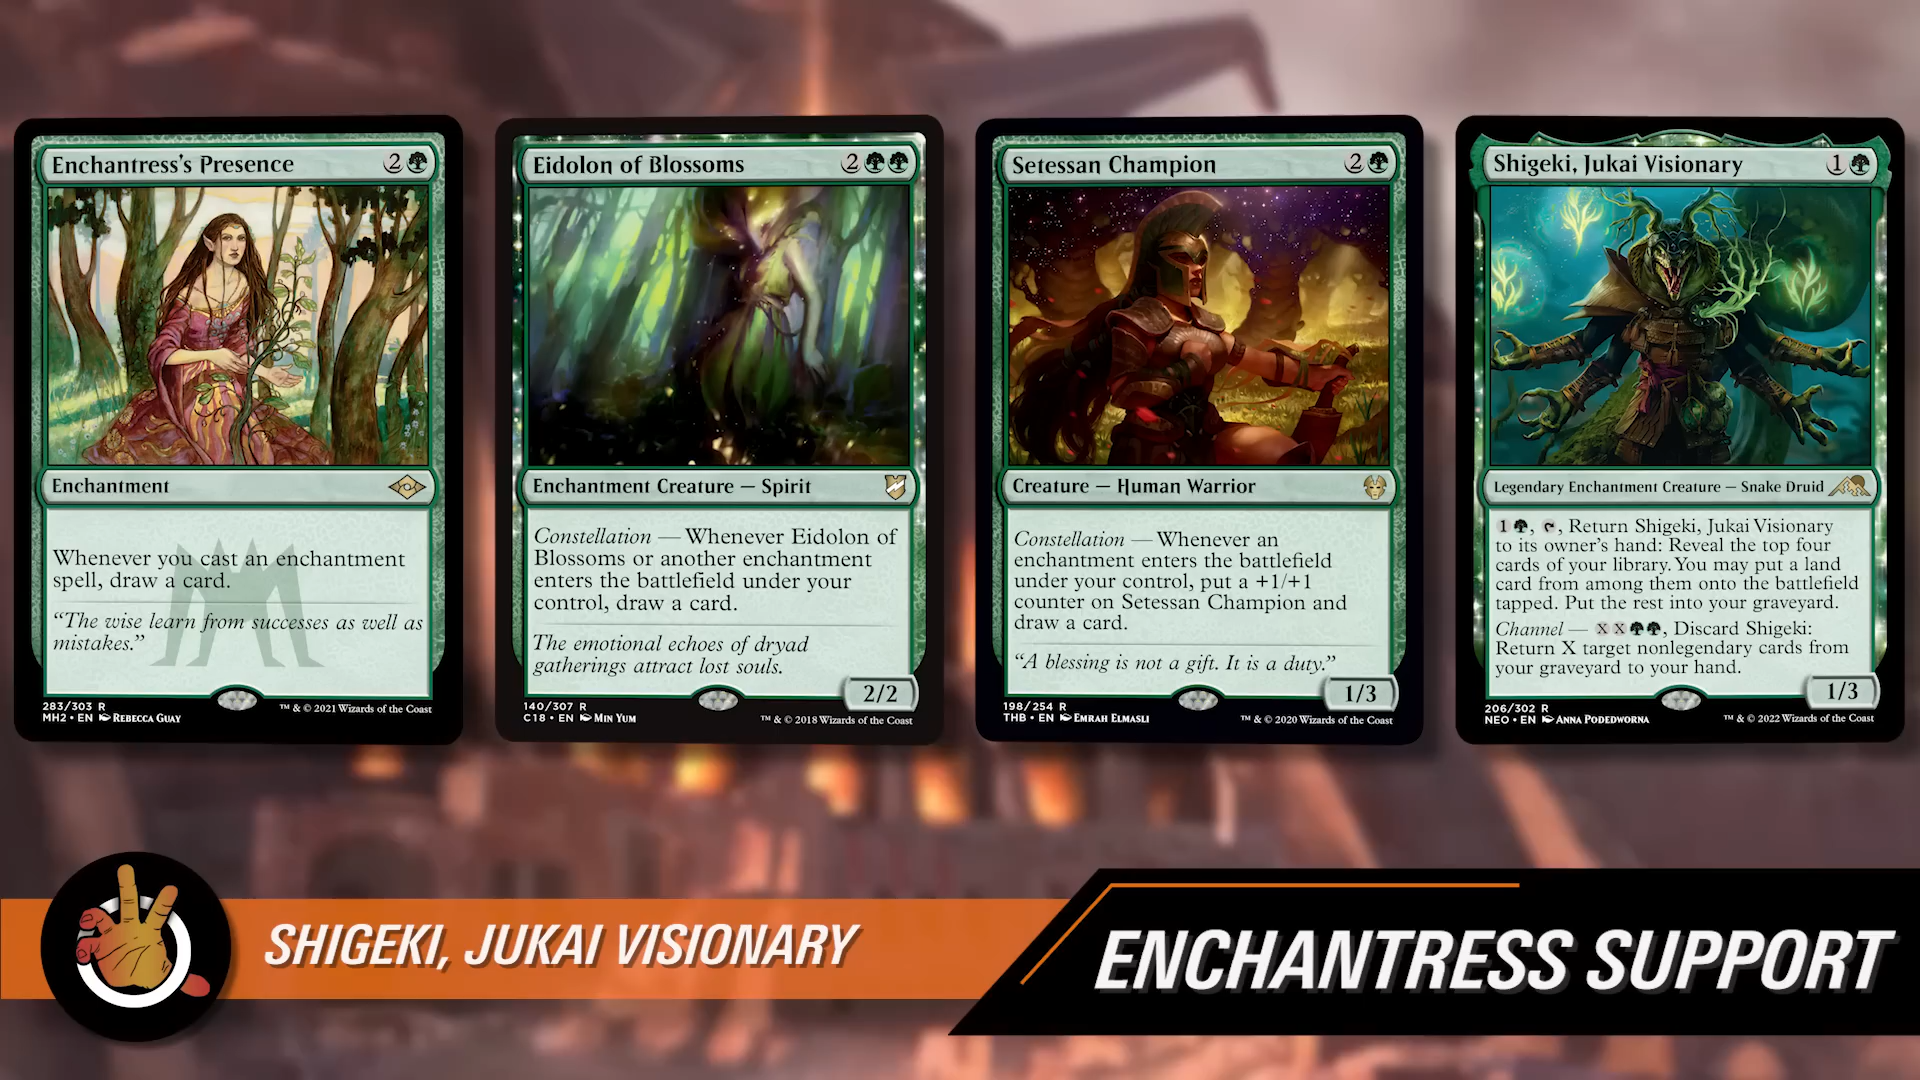 Enchantress's Presence 2
Enchantment
Whenever you cast an enchantment
spell, draw a card.
“The wise learn from successes as well as
mistakes.”
283/303 R
MH2 • EN Rebecca Guay
™ & © 2021 Wizards of the Coast
Eidolon of Blossoms 2
Enchantment Creature — Spirit
Constellation — Whenever Eidolon of
Blossoms or another enchantment
enters the battlefield under your
control, draw a card.
The emotional echoes of dryad
gatherings attract lost souls.
2/2
140/307 R
C18 • EN Min Yum
™ & © 2018 Wizards of the Coast
Setessan Champion 2
Creature — Human Warrior
Constellation — Whenever an
enchantment enters the battlefield
under your control, put a +1/+1
counter on Setessan Champion and
draw a card.
“A blessing is not a gift. It is a duty.”
1/3
198/254 R
THB • EN Emrah Elmasli
™ & © 2020 Wizards of the Coast
Shigeki, Jukai Visionary 1
Legendary Enchantment Creature — Snake Druid
1 , , Return Shigeki, Jukai Visionary
to its owner's hand: Reveal the top four
cards of your library. You may put a land
card from among them onto the battlefield
tapped. Put the rest into your graveyard.
Channel — X X , Discard Shigeki:
Return X target nonlegendary cards from
your graveyard to your hand.
1/3
206/302 R
NEO • EN Anna Podedworna
™ & © 2022 Wizards of the Coast
SHIGEKI, JUKAI VISIONARY
ENCHANTRESS SUPPORT